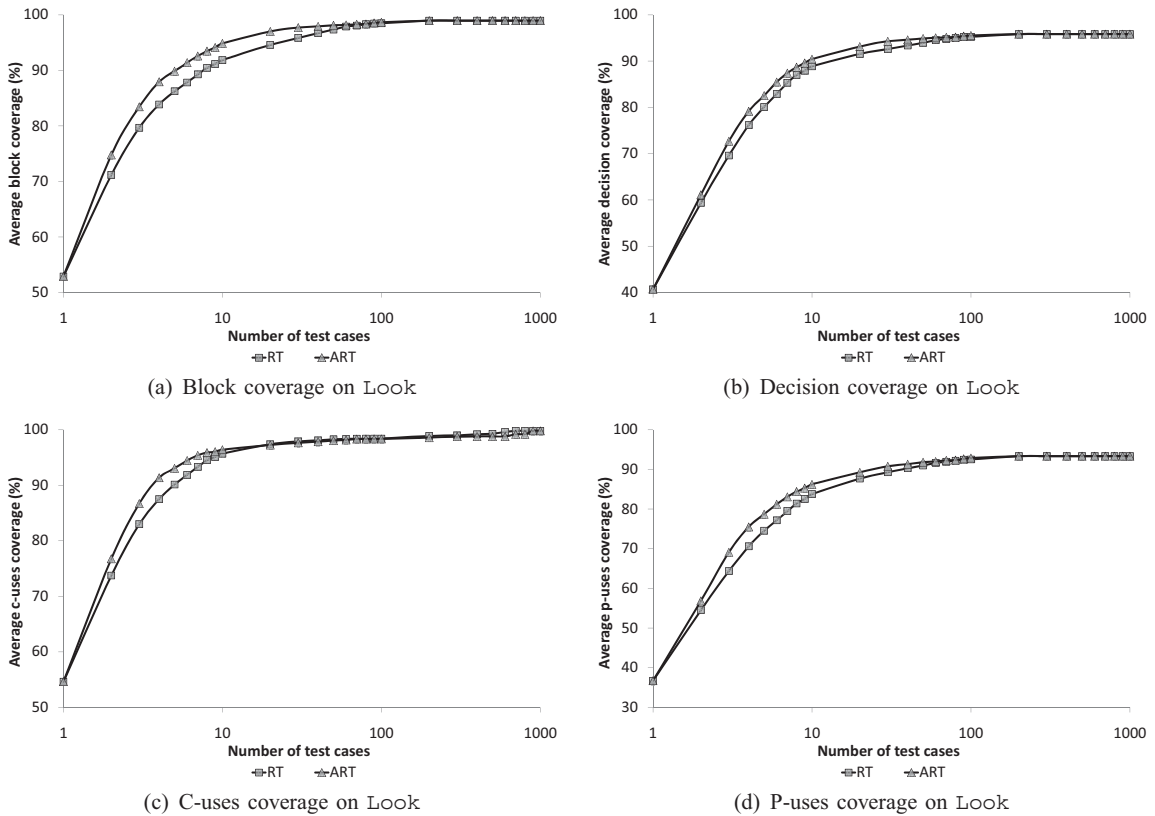 Average block coverage (%)
100
90
80
70
60
50
1 10 100 1000
Number of test cases
RT ART
(a) Block coverage on Look
Average decision coverage (%)
100
90
80
70
60
50
40
1 10 100 1000
Number of test cases
RT ART
(b) Decision coverage on Look
Average c-uses coverage (%)
100
90
80
70
60
50
1 10 100 1000
Number of test cases
RT ART
(c) C-uses coverage on Look
Average p-uses coverage (%)
100
90
80
70
60
50
40
30
1 10 100 1000
Number of test cases
RT ART
(d) P-uses coverage on Look